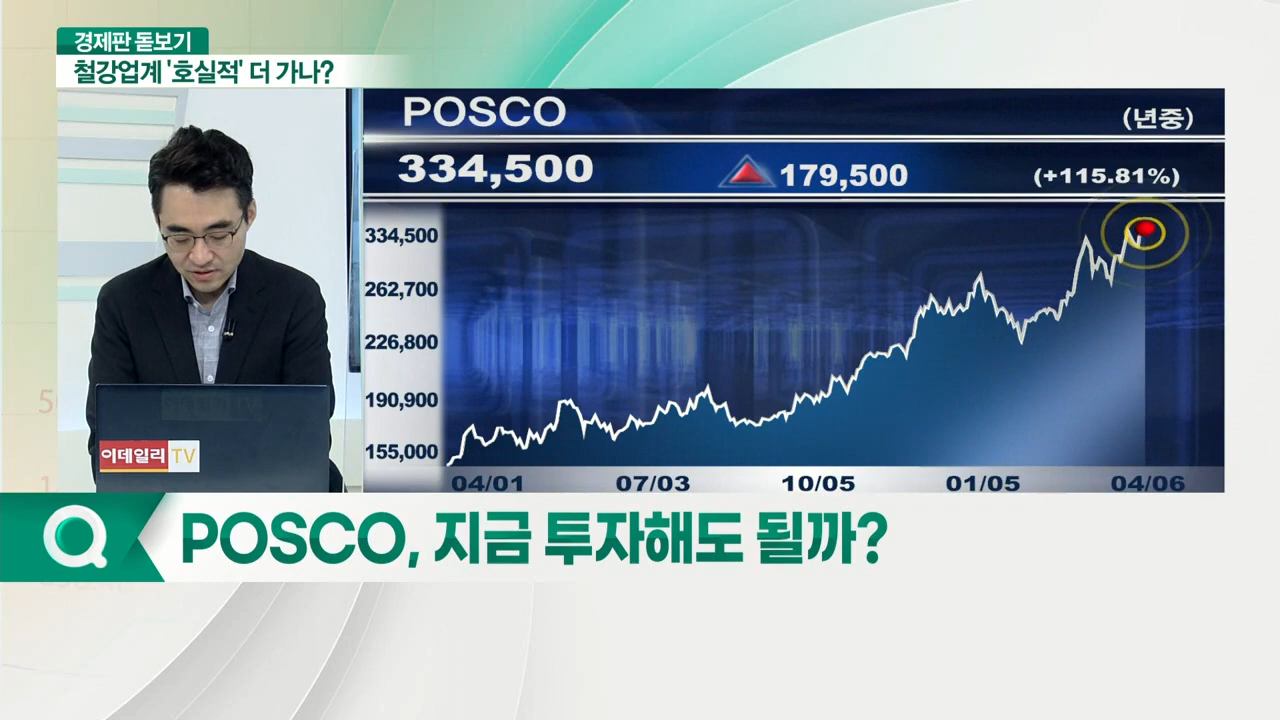 경제판 돋보기
철강업계 '호실적' 더 가나?
POSCO
(년중)
334,500
179,500
(+115.81%)
334,500
262,700
226,800
190,900
155,000
04/01
07/03
10/05
01/05
04/06
이데일리TV
POSCO, 지금 투자해도 될까?